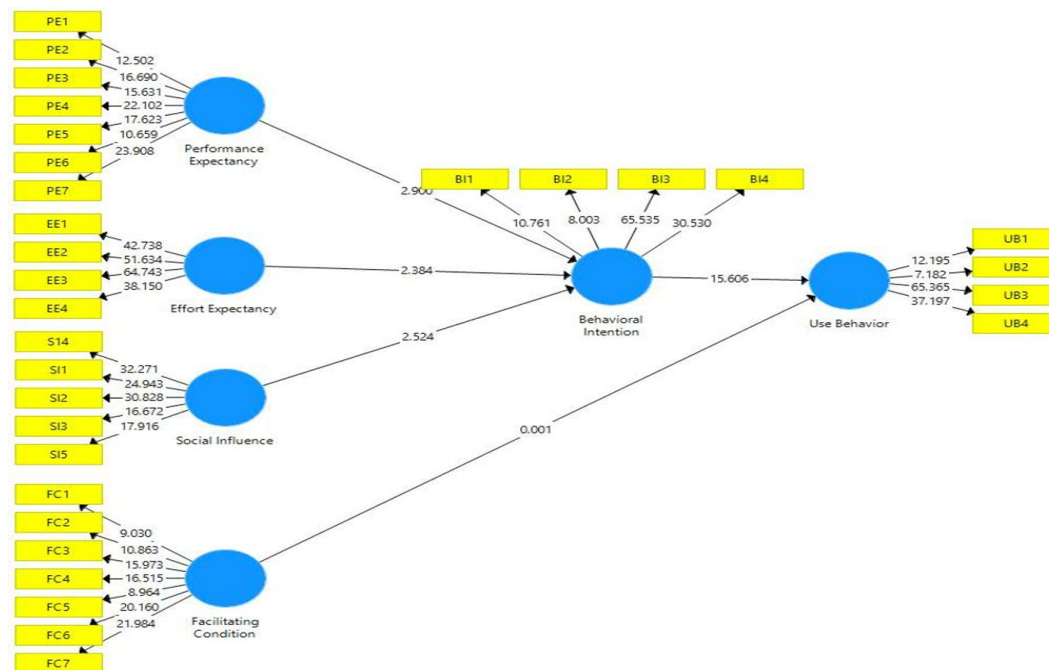 PE1
PE2
PE3
PE4
PE5
PE6
PE7
12.502
16.690
15.631
22.102
17.623
10.659
23.908
Performance
Expectancy
2.900
BI1
BI2
BI3
BI4
10.761
8.003
65.535
30.530
EE1
EE2
EE3
EE4
42.738
51.634
64.743
38.150
Effort Expectancy
2.384
Behavioral
Intention
15.606
Use Behavior
12.195
7.182
65.365
37.197
UB1
UB2
UB3
UB4
S14
SI1
SI2
SI3
SI5
32.271
24.943
30.828
16.672
17.916
Social Influence
2.524
0.001
FC1
FC2
FC3
FC4
FC5
FC6
FC7
9.030
10.863
15.973
16.515
8.964
20.160
21.984
Facilitating
Condition